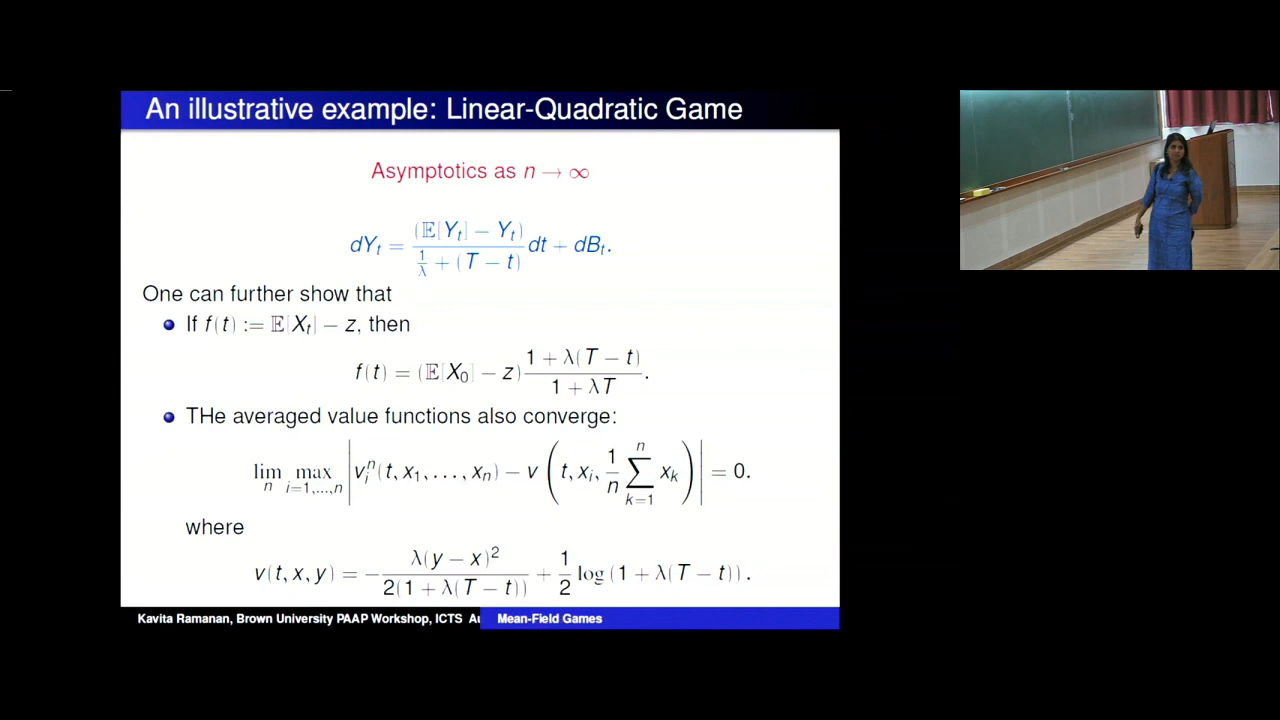 An illustrative example: Linear-Quadratic Game
Asymptotics as n → ∞
dY_t = (𝔼[Y_t] − Y_t) / (1/λ + (T − t)) dt + dB_t.
One can further show that
If f(t) := 𝔼[X_t] − z, then
f(t) = (𝔼[X_0] − z) (1 + λ(T − t)) / (1 + λT).
THe averaged value functions also converge:
lim_n max_{i=1,...,n} | v_i^n(t, x_1, . . . , x_n) − v ( t, x_i, 1/n ∑_{k=1}^n x_k ) | = 0.
where
v(t, x, y) = − λ(y − x)² / 2(1 + λ(T − t)) + 1/2 log (1 + λ(T − t)) .
Kavita Ramanan, Brown University PAAP Workshop, ICTS Mean-Field Games